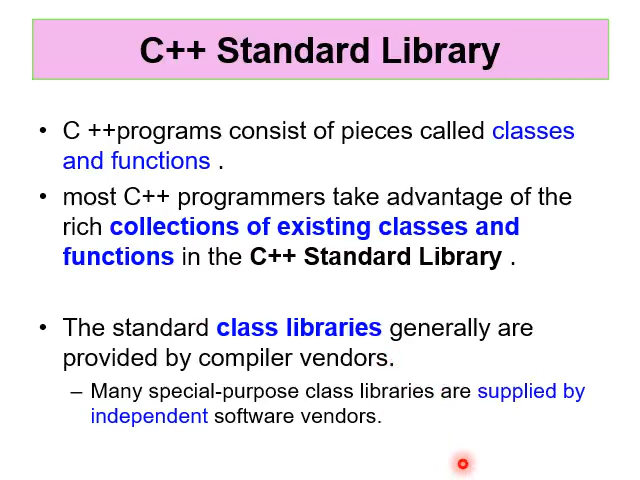 C++ Standard Library
• C ++programs consist of pieces called classes
and functions .
• most C++ programmers take advantage of the
rich collections of existing classes and
functions in the C++ Standard Library .
• The standard class libraries generally are
provided by compiler vendors.
– Many special-purpose class libraries are supplied by
independent software vendors.